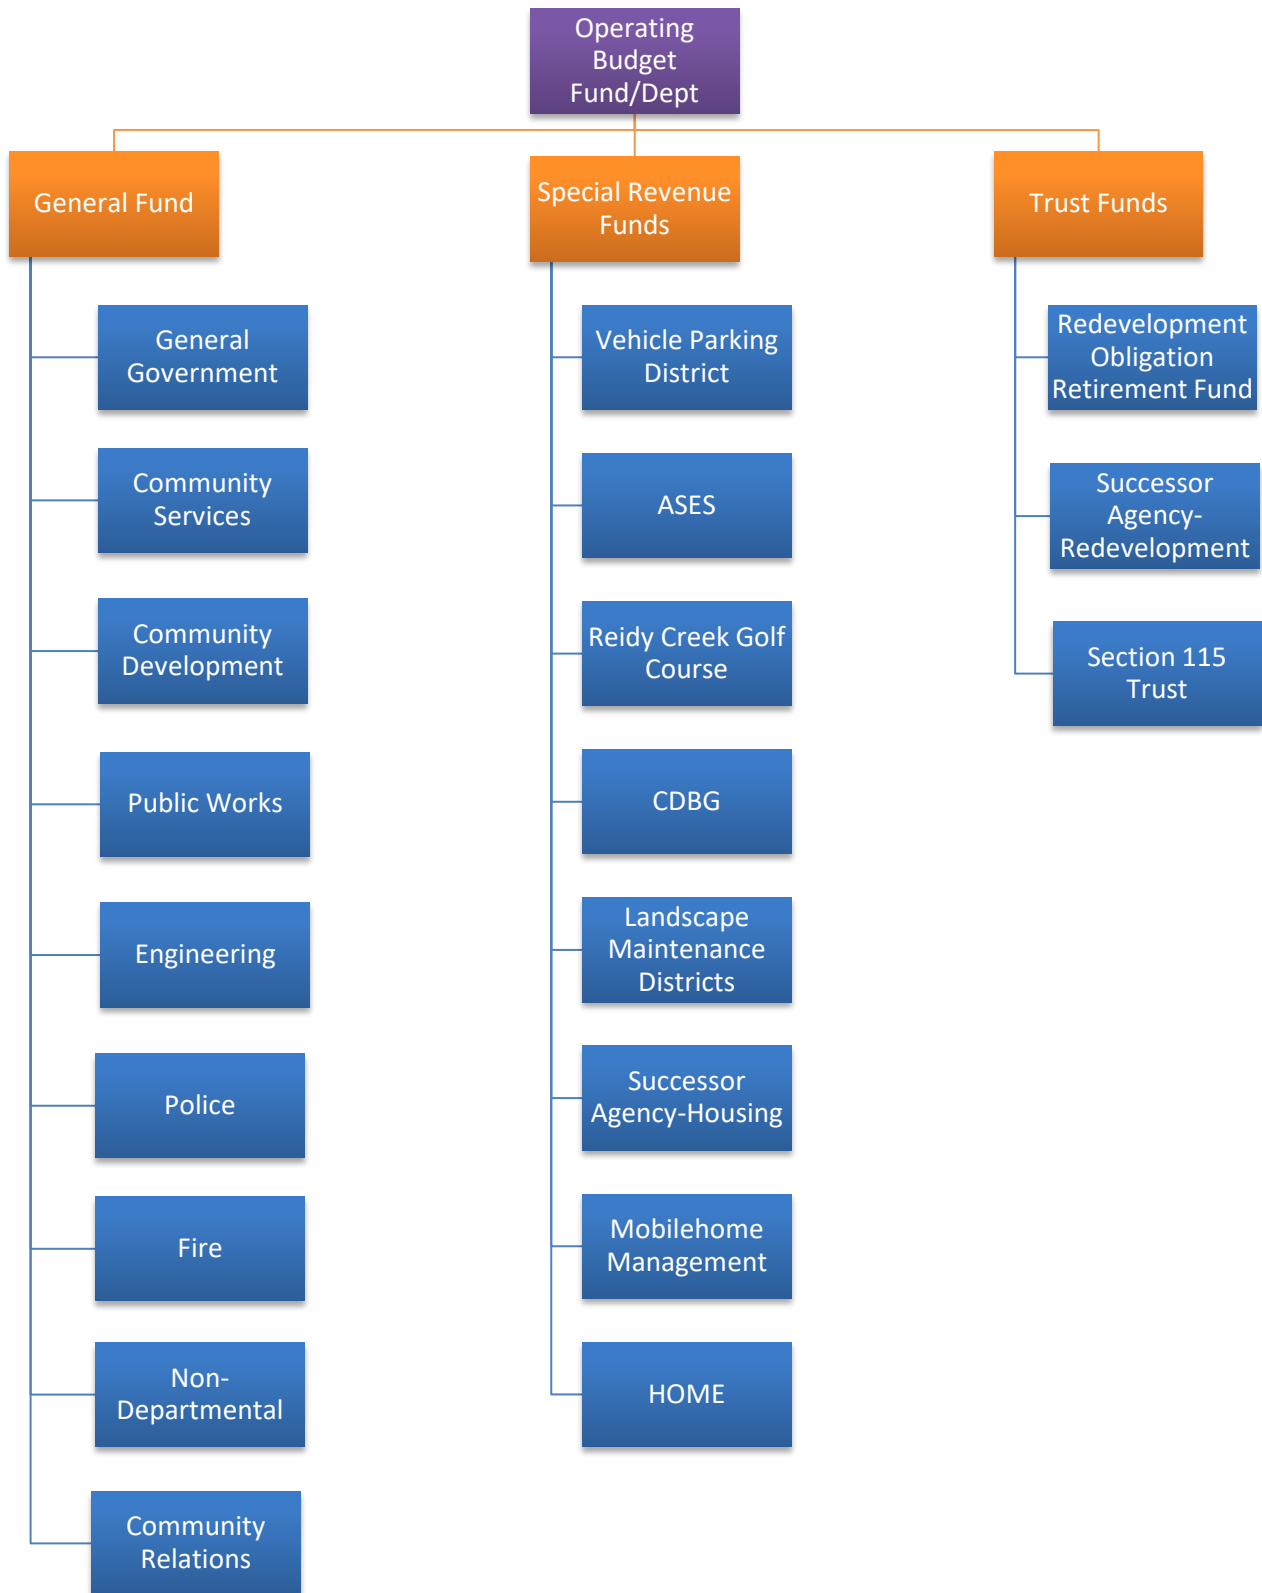 Operating
Budget
Fund/Dept
General Fund
Special Revenue
Funds
Trust Funds
General
Government
Community
Services
Community
Development
Public Works
Engineering
Police
Fire
Non-
Departmental
Community
Relations
Vehicle Parking
District
ASES
Reidy Creek Golf
Course
CDBG
Landscape
Maintenance
Districts
Successor
Agency-Housing
Mobilehome
Management
HOME
Redevelopment
Obligation
Retirement Fund
Successor
Agency-
Redevelopment
Section 115
Trust